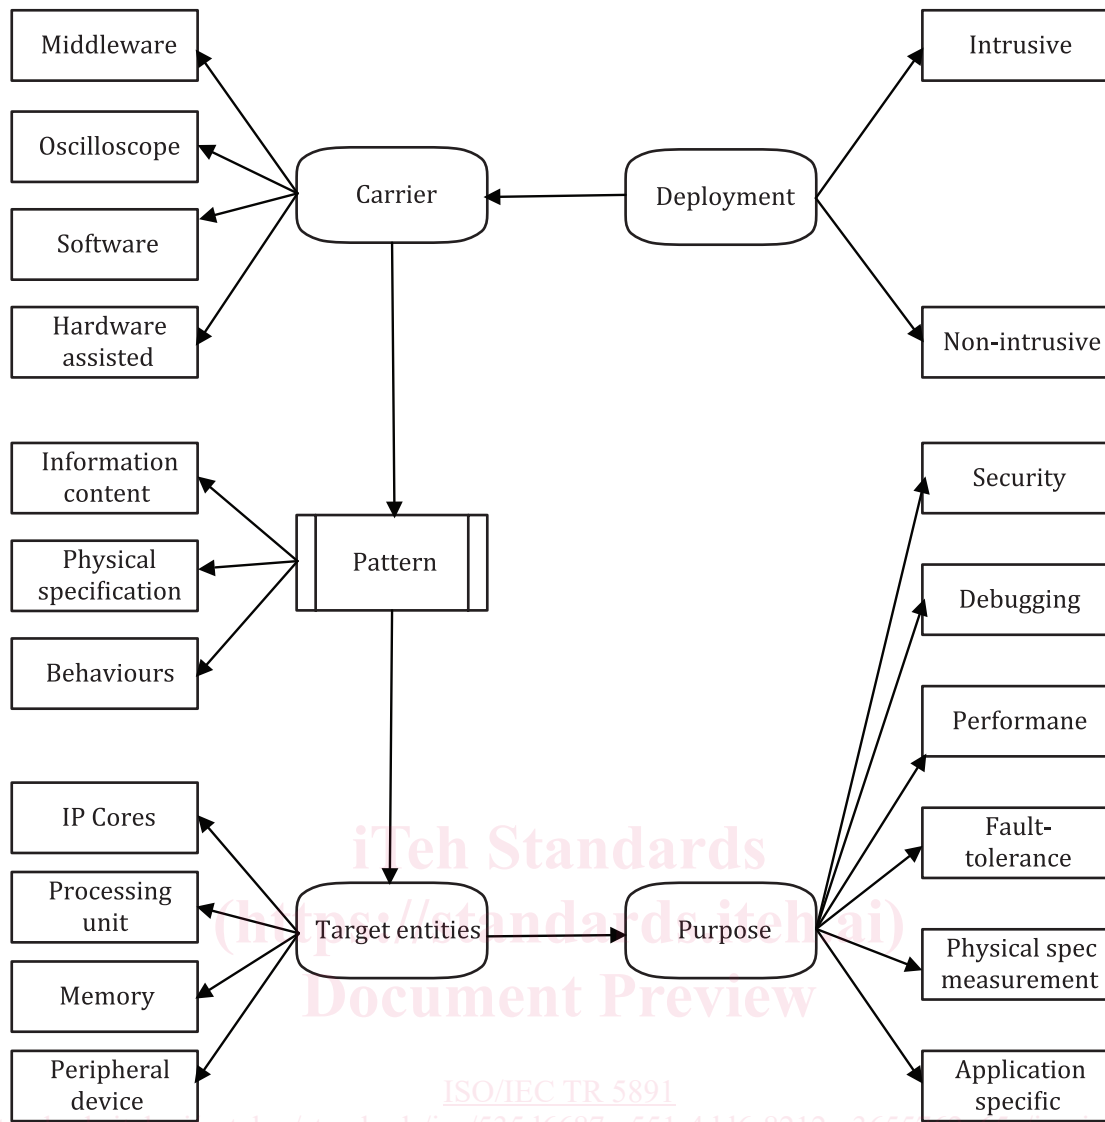 Middleware
Oscilloscope
Software
Hardware
assisted
Carrier
Deployment
Intrusive
Non-intrusive
Information
content
Physical
specification
Behaviours
Pattern
Security
Debugging
Performane
Fault-
tolerance
Physical spec
measurement
Application
specific
IP Cores
Processing
unit
Memory
Peripheral
device
Target entities
Purpose
iTeh Standards
(https://standards.iteh.ai)
Document Preview
ISO/IEC TR 5891